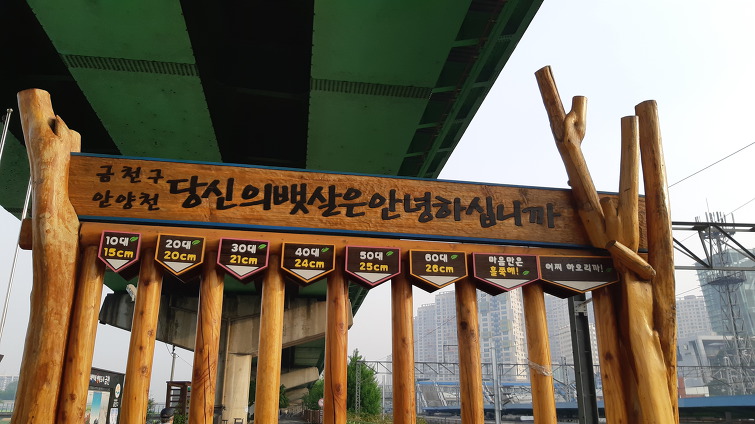 금천구
안양천
당신의뱃살은안녕하십니까
10대
15cm
20대
20cm
30대
21cm
40대
24cm
50대
25cm
60대
26cm
마음만은
홀쭉해!
어찌 아오리까!